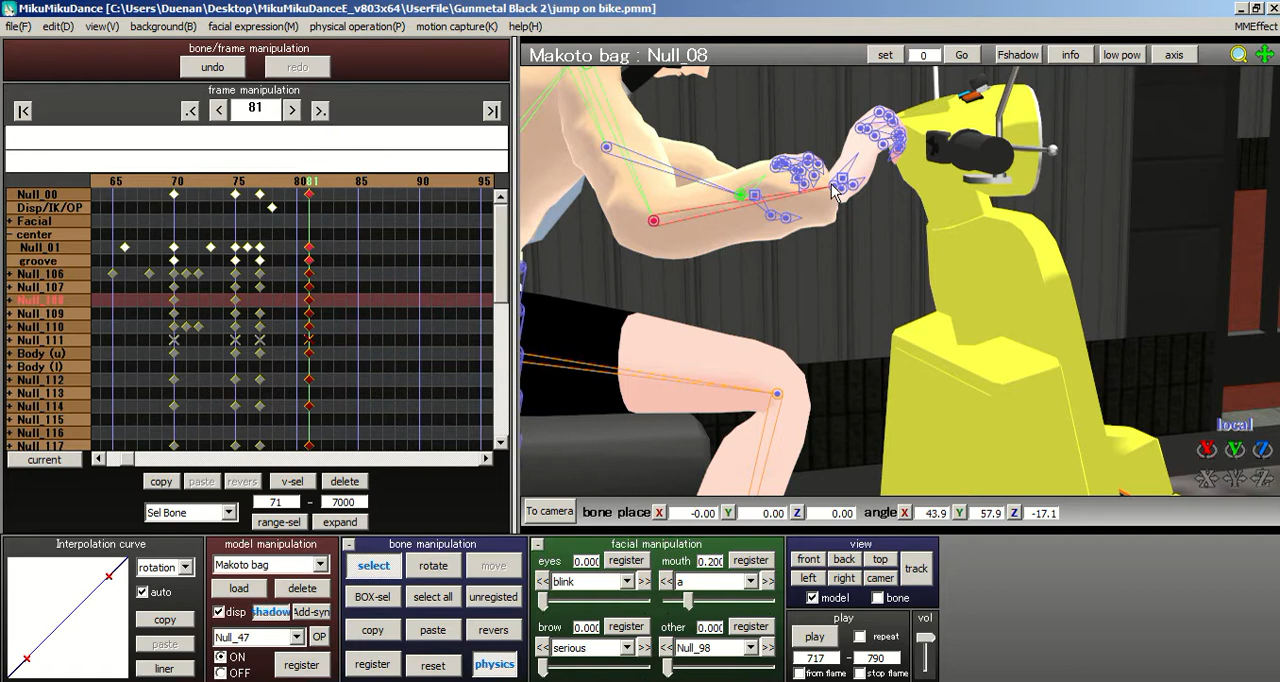 MikuMikuDance [C:\Users\Duenan\Desktop\MikuMikuDanceE_v803x64\UserFile\Gunmetal Black 2\jump on bike.pmm]
file(F) edit(D) view(V) background(B) facial expression(M) physical operation(P) motion capture(K) help(H) MMEffect
bone/frame manipulation
undo redo
frame manipulation
|< .< < 81 > >. >|
65 70 75 80 81 85 90 95
Null_00
Disp/IK/OP
+ Facial
- center
Null_01
groove
+ Null_106
+ Null_107
+ Null_108
+ Null_109
+ Null_110
+ Null_111
+ Body (u)
+ Body (l)
+ Null_112
+ Null_113
+ Null_114
+ Null_115
+ Null_116
+ Null_117
current
copy paste revers v-sel delete
Sel Bone 71 - 7000
range-sel expand
Makoto bag : Null_08 set 0 Go Fshadow info low pow axis
local
X Y Z
X Y Z
To camera bone place X -0.00 Y 0.00 Z 0.00 angle X 43.9 Y 57.9 Z -17.1
Interpolation curve
rotation
auto
copy
paste
liner
model manipulation
Makoto bag
load delete
disp shadow Add-syn
Null_47 OP
ON
OFF
register
- bone manipulation
select rotate move
BOX-sel select all unregisted
copy paste revers
register reset physics
- facial manipulation
eyes 0.000 register mouth 0.200 register
<< blink >> << a >>
brow 0.000 register other 0.000 register
<< serious >> << Null_98 >>
view
front back top track
left right camer
model bone
play
play repeat
717 - 790
from flame stop flame
vol